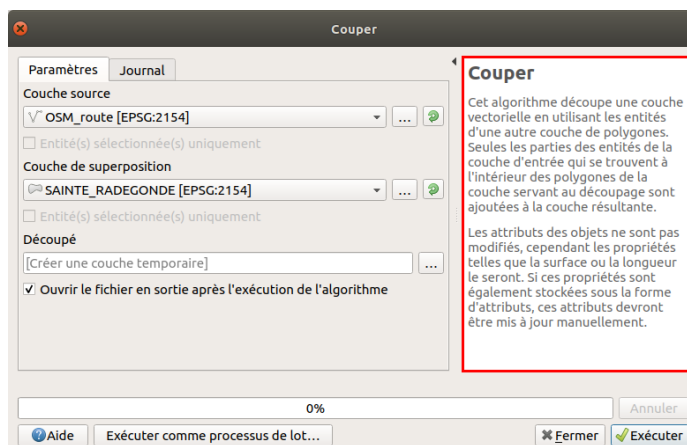 Couper
Paramètres
Journal
Couche source
OSM_route [EPSG:2154]
...
Entité(s) sélectionnée(s) uniquement
Couche de superposition
SAINTE_RADEGONDE [EPSG:2154]
...
Entité(s) sélectionnée(s) uniquement
Découpé
[Créer une couche temporaire]
...
Ouvrir le fichier en sortie après l'exécution de l'algorithme
Couper
Cet algorithme découpe une couche
vectorielle en utilisant les entités
d'une autre couche de polygones.
Seules les parties des entités de la
couche d'entrée qui se trouvent à
l'intérieur des polygones de la
couche servant au découpage sont
ajoutées à la couche résultante.
Les attributs des objets ne sont pas
modifiés, cependant les propriétés
telles que la surface ou la longueur
le seront. Si ces propriétés sont
également stockées sous la forme
d'attributs, ces attributs devront
être mis à jour manuellement.
0%
Annuler
Aide
Exécuter comme processus de lot...
Fermer
Exécuter